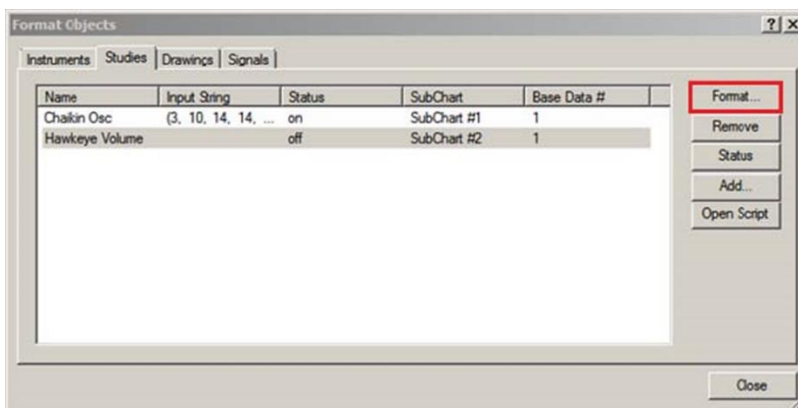 Format Objects
Instruments Studies Drawings Signals
Name Input String Status SubChart Base Data #
Chaikin Osc (3, 10, 14, 14, ... on SubChart #1 1
Hawkeye Volume off SubChart #2 1
Format...
Remove
Status
Add...
Open Script
Close